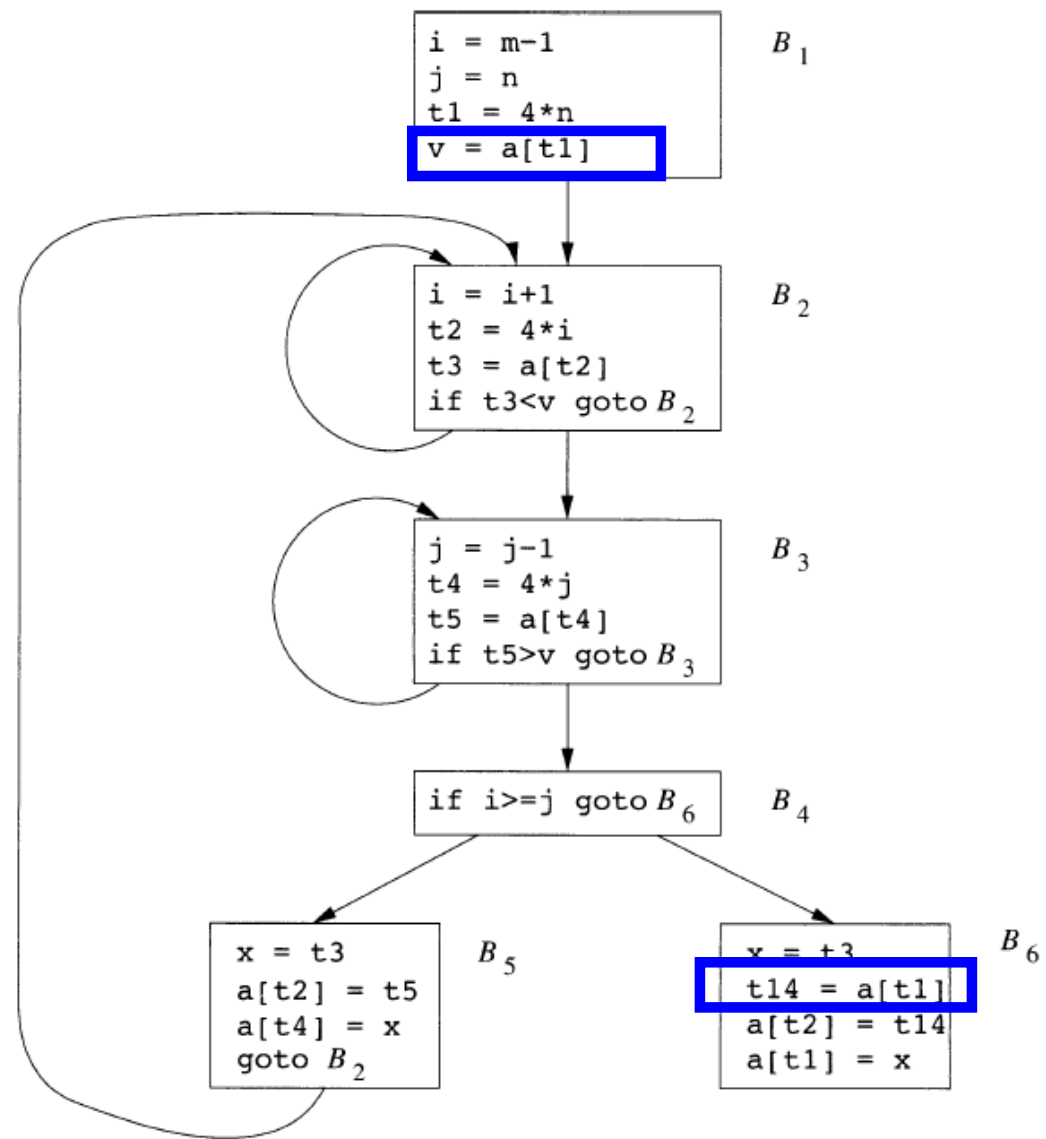 i = m-1
j = n
t1 = 4*n
v = a[t1]
B1
i = i+1
t2 = 4*i
t3 = a[t2]
if t3<v goto B2
B2
j = j-1
t4 = 4*j
t5 = a[t4]
if t5>v goto B3
B3
if i>=j goto B6
B4
x = t3
a[t2] = t5
a[t4] = x
goto B2
B5
x = t3
t14 = a[t1]
a[t2] = t14
a[t1] = x
B6